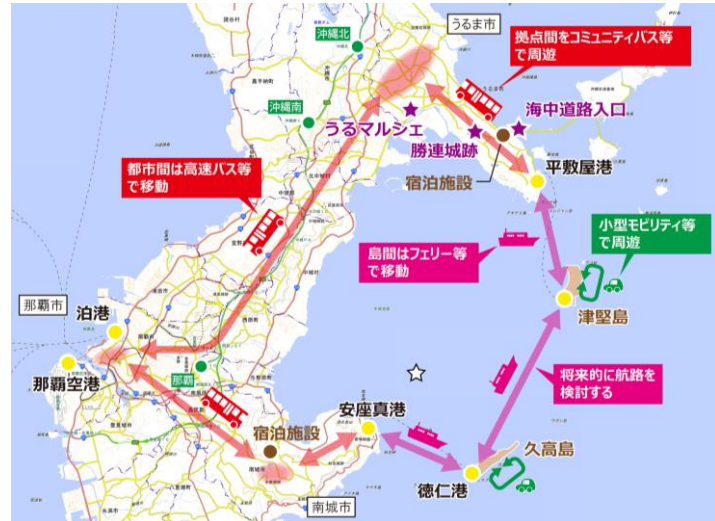 うるま市
沖縄北
拠点間をコミュニティバス等
で周遊
沖縄南
うるマルシェ
海中道路入口
勝連城跡
宿泊施設
平敷屋港
都市間は高速バス等
で移動
島間はフェリー等
で移動
小型モビリティ等
で周遊
津堅島
那覇市
泊港
那覇空港
那覇
将来的に航路を
検討する
安座真港
宿泊施設
久高島
徳仁港
南城市